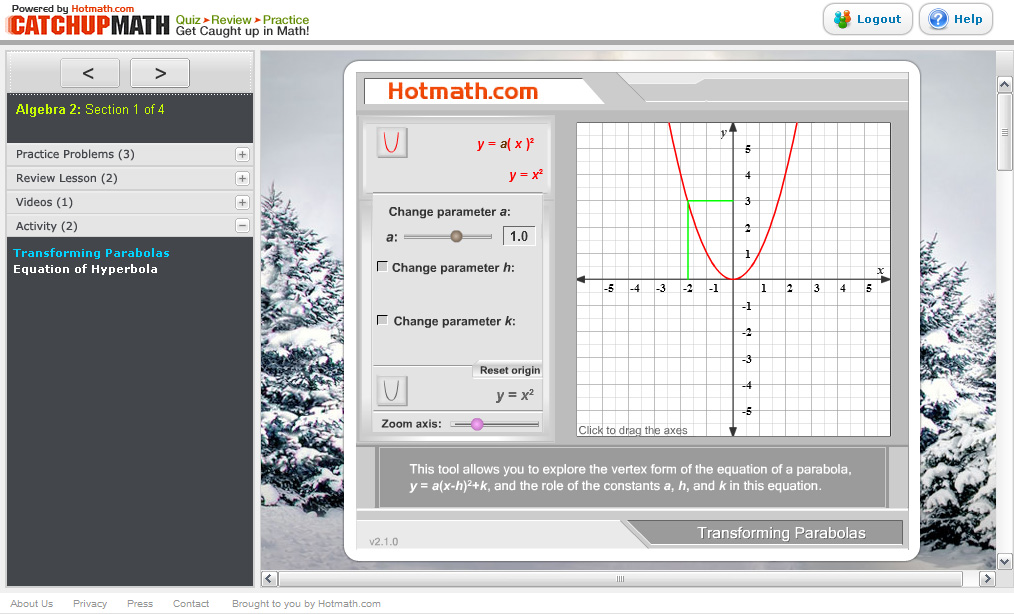 Powered by Hotmath.com
CATCHUPMATH
Quiz ➤ Review ➤ Practice
Get Caught up in Math!
Logout
Help
<
>
Algebra 2: Section 1 of 4
Practice Problems (3)
Review Lesson (2)
Videos (1)
Activity (2)
Transforming Parabolas
Equation of Hyperbola
Hotmath.com
y = a( x )²
y = x²
Change parameter a:
a:
1.0
Change parameter h:
Change parameter k:
Reset origin
y = x²
Zoom axis:
y
5
4
3
2
1
x
-5 -4 -3 -2 -1 1 2 3 4 5
-1
-2
-3
-4
-5
Click to drag the axes
This tool allows you to explore the vertex form of the equation of a parabola,
y = a(x-h)²+k, and the role of the constants a, h, and k in this equation.
v2.1.0
Transforming Parabolas
About Us Privacy Press Contact Brought to you by Hotmath.com